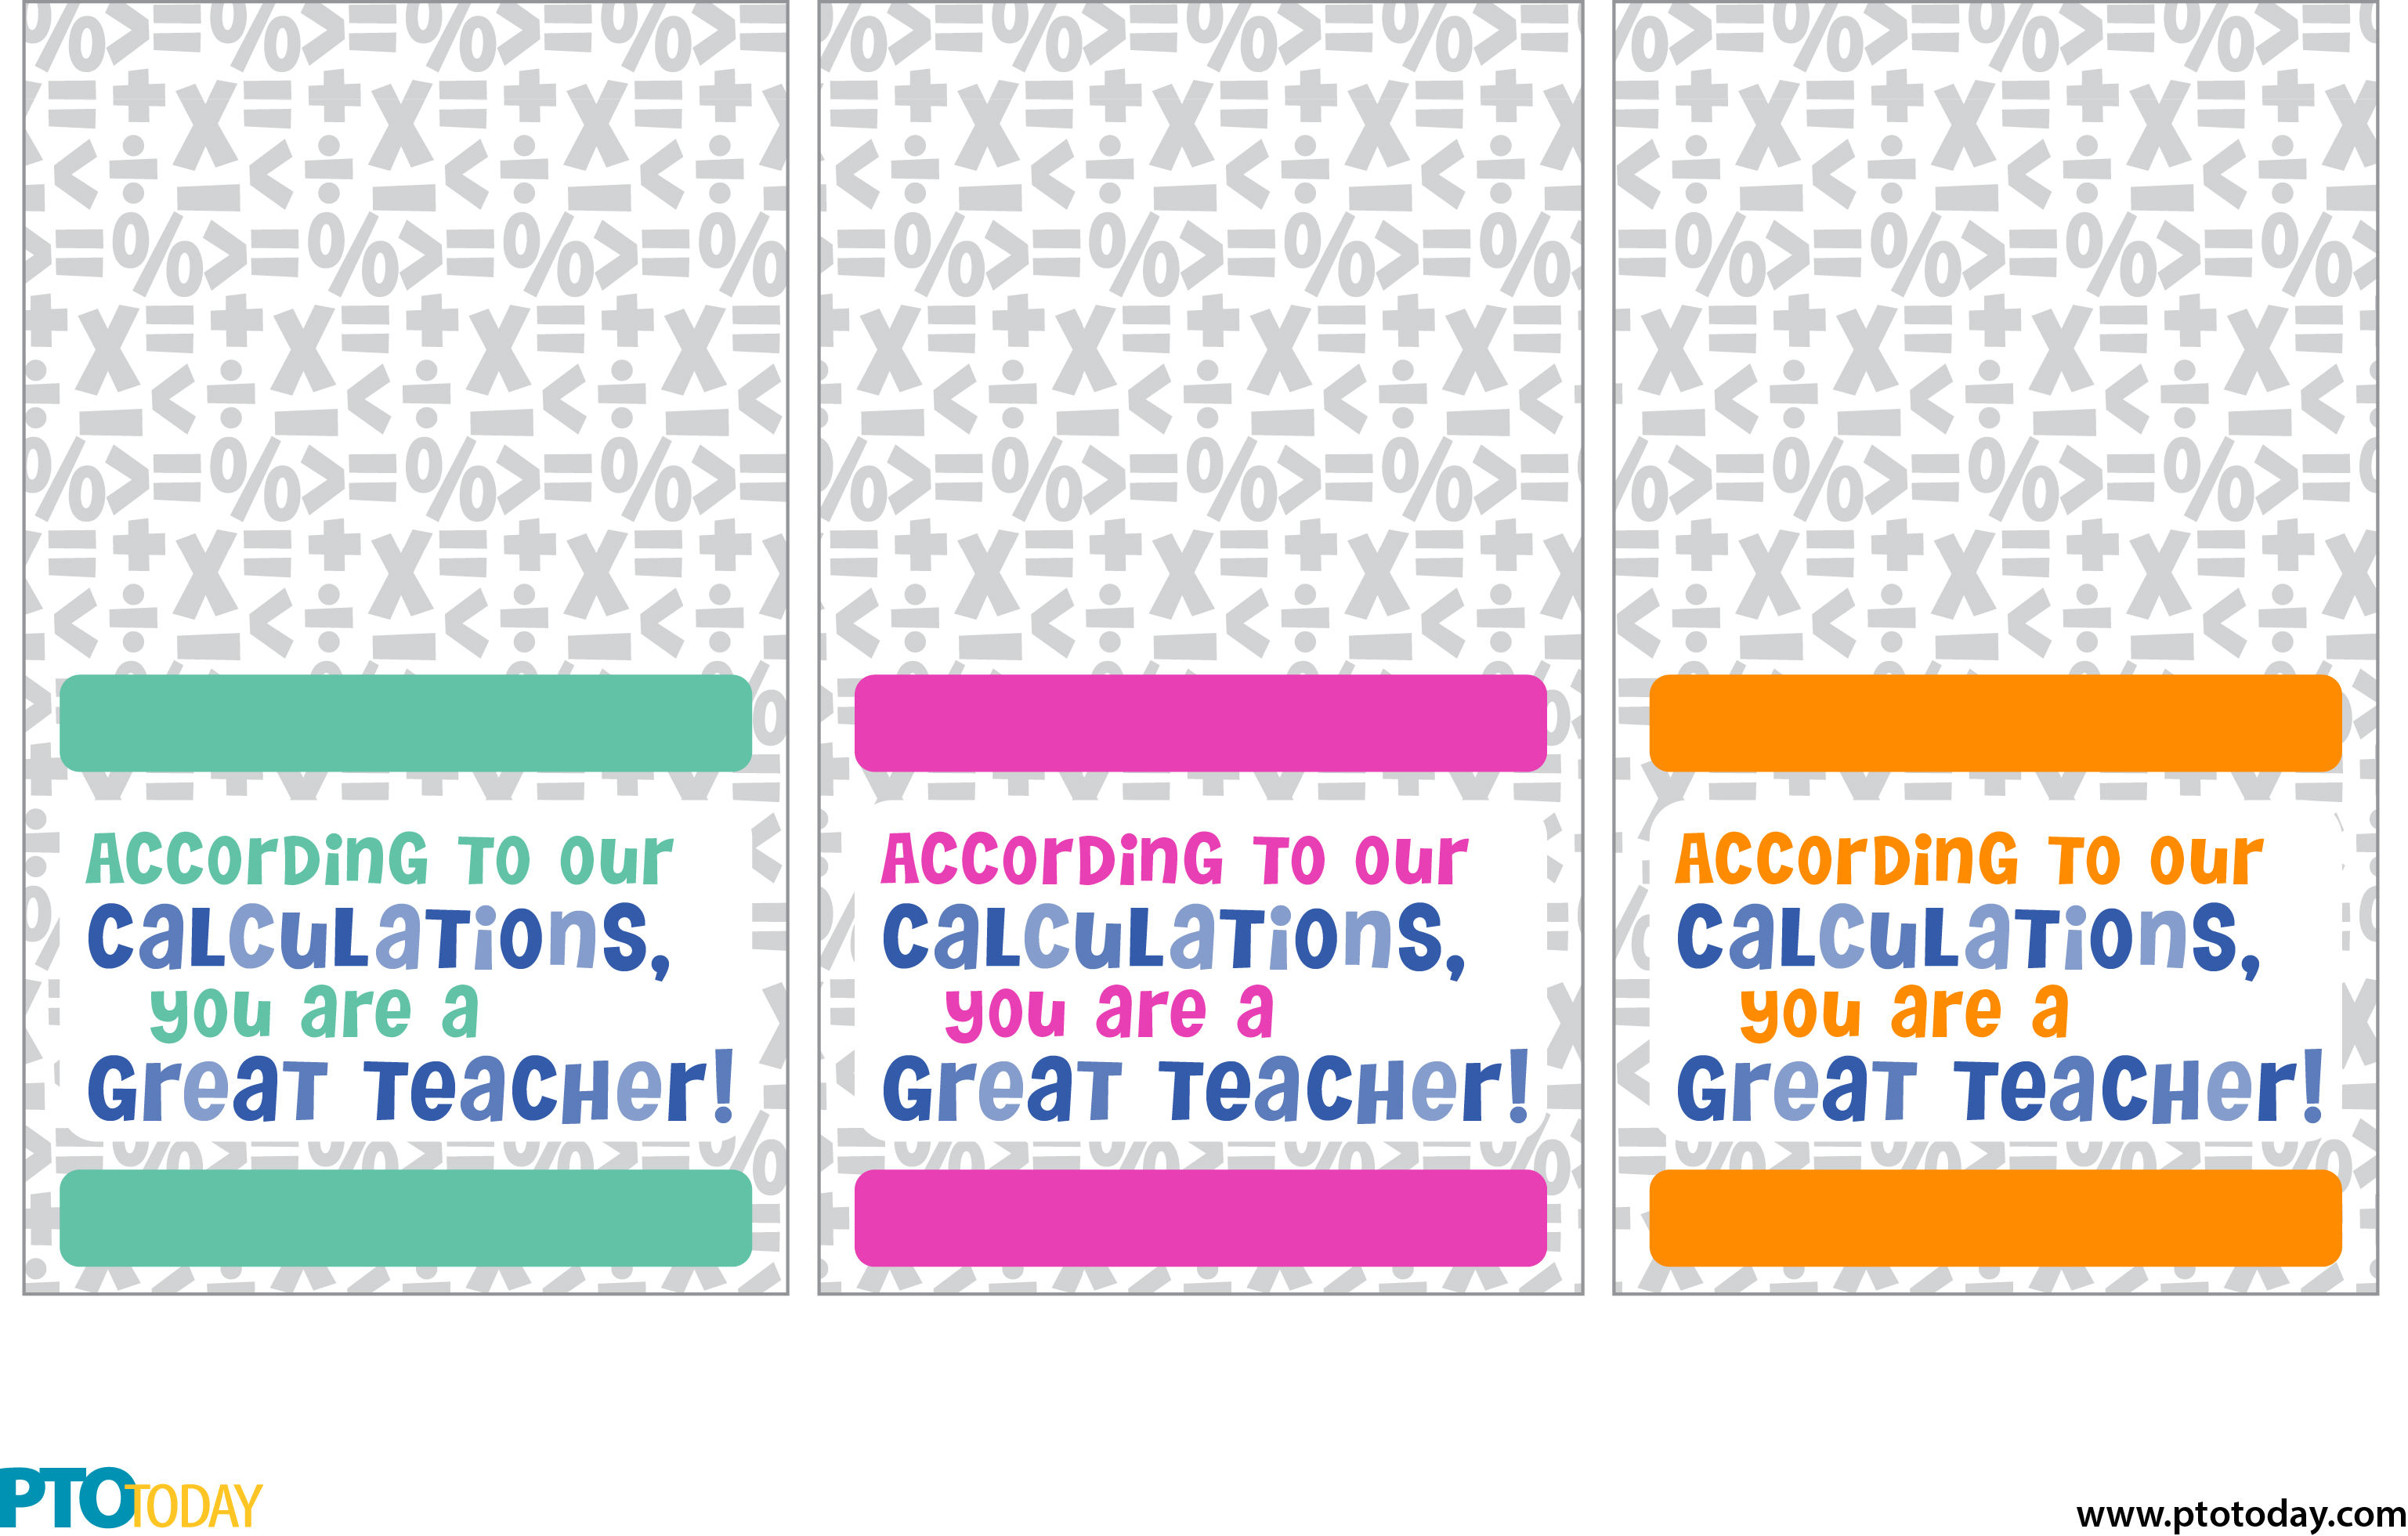 According to our
calculations,
you are a
great teacher!
According to our
calculations,
you are a
great teacher!
According to our
calculations,
you are a
great teacher!
PTO TODAY
www.ptotoday.com